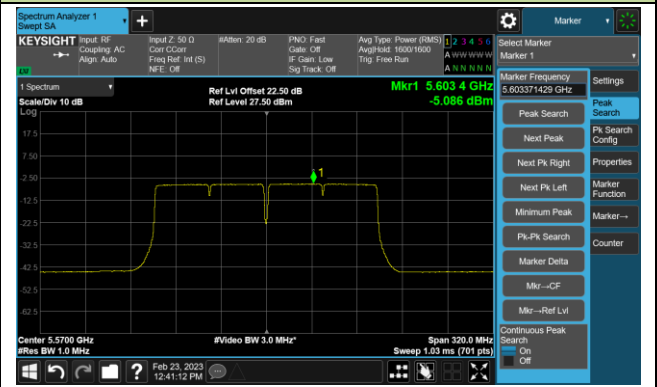 Spectrum Analyzer 1
Swept SA
+
Marker
KEYSIGHT
Input: RF
Coupling: AC
Align: Auto
Input Z: 50 Ω
Corr CCorr
Freq Ref: Int (S)
NFE: Off
#Atten: 20 dB
PNO: Fast
Gate: Off
IF Gain: Low
Sig Track: Off
Avg Type: Power (RMS)
Avg|Hold: 1600/1600
Trig: Free Run
1 2 3 4 5 6
A W W W W W
A N N N N N
Select Marker
Marker 1
1 Spectrum
Scale/Div 10 dB
Log
Ref Lvl Offset 22.50 dB
Ref Level 27.50 dBm
Mkr1 5.603 4 GHz
-5.086 dBm
17.5
7.50
-2.50
-12.5
-22.5
-32.5
-42.5
-52.5
-62.5
1
Center 5.5700 GHz
#Res BW 1.0 MHz
#Video BW 3.0 MHz*
Span 320.0 MHz
Sweep 1.03 ms (701 pts)
Marker Frequency
5.603371429 GHz
Peak Search
Next Peak
Next Pk Right
Next Pk Left
Minimum Peak
Pk-Pk Search
Marker Delta
Mkr→CF
Mkr→Ref Lvl
Continuous Peak
Search
On
Off
Settings
Peak
Search
Pk Search
Config
Properties
Marker
Function
Marker→
Counter
?
Feb 23, 2023
12:41:12 PM